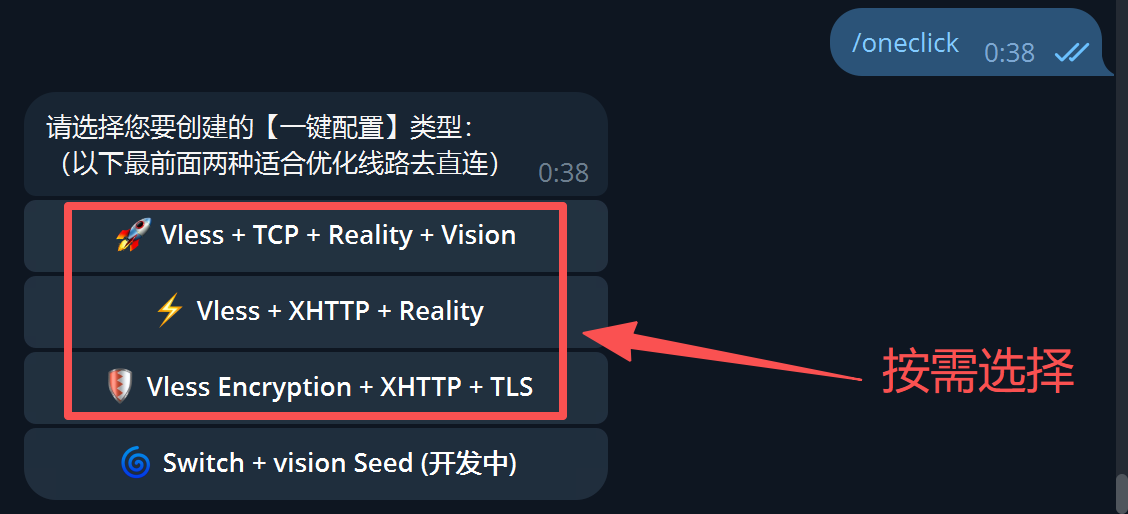 /oneclick 0:38
请选择您要创建的【一键配置】类型：
（以下最前面两种适合优化线路去直连） 0:38
🚀 Vless + TCP + Reality + Vision
⚡ Vless + XHTTP + Reality
🛡️ Vless Encryption + XHTTP + TLS
按需选择
🌀 Switch + vision Seed (开发中)